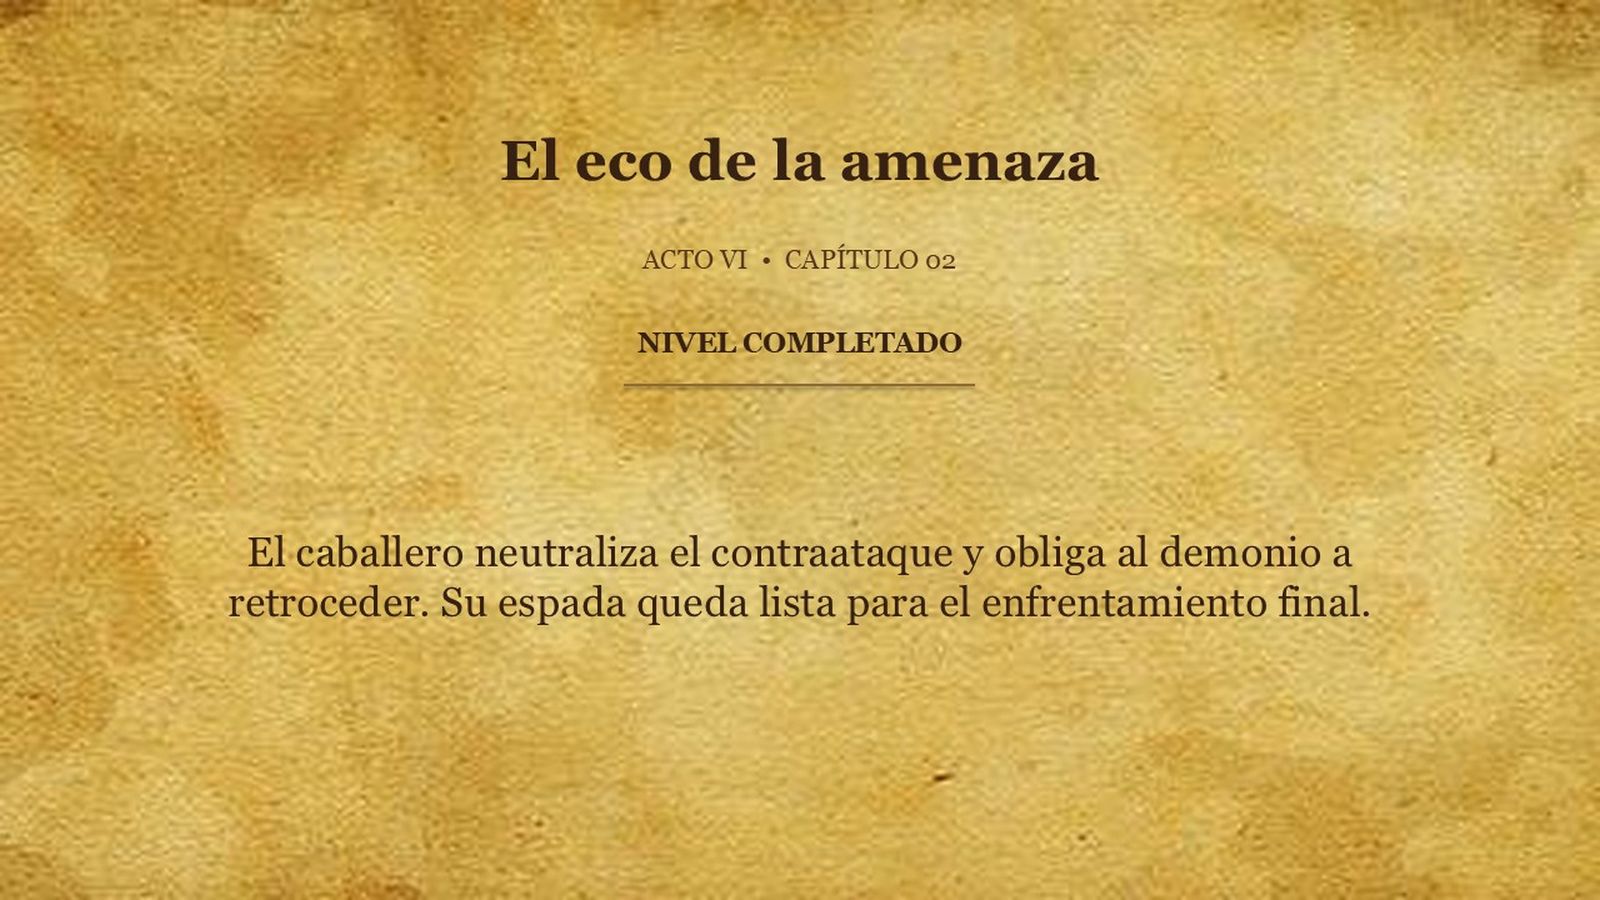 El eco de la amenaza
ACTO VI • CAPÍTULO 02
NIVEL COMPLETADO
El caballero neutraliza el contraataque y obliga al demonio a
retroceder. Su espada queda lista para el enfrentamiento final.